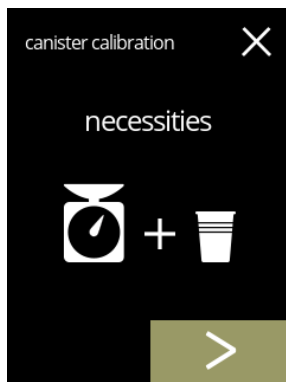 canister calibration
necessities
+
>